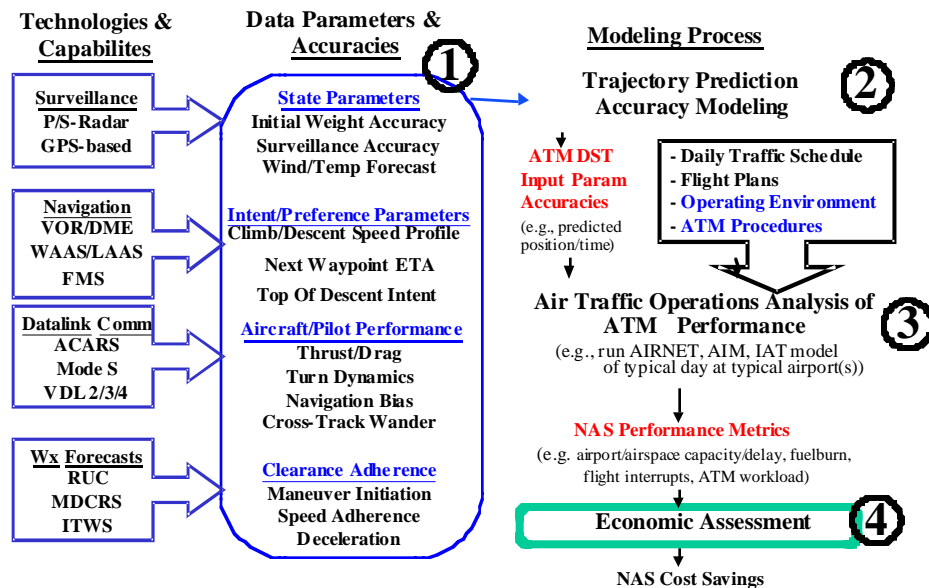 Technologies &
Capabilites
Surveillance
P/S-Radar
GPS-based
Navigation
VOR/DME
WAAS/LAAS
FMS
Datalink Comm
ACARS
Mode S
VDL 2/3/4
Wx Forecasts
RUC
MDCRS
ITWS
Data Parameters &
Accuracies
1
State Parameters
Initial Weight Accuracy
Surveillance Accuracy
Wind/Temp Forecast
Intent/Preference Parameters
Climb/Descent Speed Profile
Next Waypoint ETA
Top Of Descent Intent
Aircraft/Pilot Performance
Thrust/Drag
Turn Dynamics
Navigation Bias
Cross-Track Wander
Clearance Adherence
Maneuver Initiation
Speed Adherence
Deceleration
Modeling Process
Trajectory Prediction
Accuracy Modeling
2
ATM DST
Input Param
Accuracies
(e.g., predicted
position/time)
- Daily Traffic Schedule
- Flight Plans
- Operating Environment
- ATM Procedures
Air Traffic Operations Analysis of
ATM Performance
3
(e.g., run AIRNET, AIM, IAT model
of typical day at typical airport(s))
NAS Performance Metrics
(e.g. airport/airspace capacity/delay, fuelburn,
flight interrupts, ATM workload)
Economic Assessment
4
NAS Cost Savings